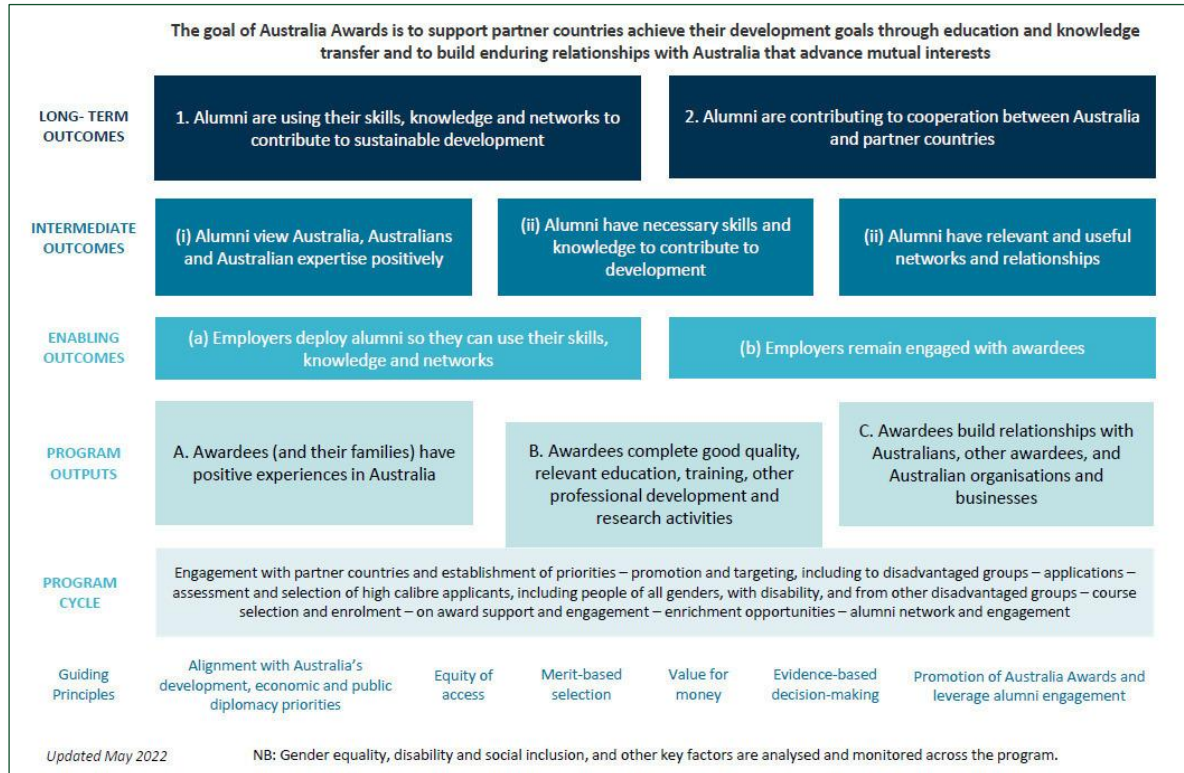 The goal of Australia Awards is to support partner countries achieve their development goals through education and knowledge
transfer and to build enduring relationships with Australia that advance mutual interests
LONG- TERM
OUTCOMES
1. Alumni are using their skills, knowledge and networks to
contribute to sustainable development
2. Alumni are contributing to cooperation between Australia
and partner countries
INTERMEDIATE
OUTCOMES
(i) Alumni view Australia, Australians
and Australian expertise positively
(ii) Alumni have necessary skills and
knowledge to contribute to
development
(ii) Alumni have relevant and useful
networks and relationships
ENABLING
OUTCOMES
(a) Employers deploy alumni so they can use their skills,
knowledge and networks
(b) Employers remain engaged with awardees
PROGRAM
OUTPUTS
A. Awardees (and their families) have
positive experiences in Australia
B. Awardees complete good quality,
relevant education, training, other
professional development and
research activities
C. Awardees build relationships with
Australians, other awardees, and
Australian organisations and
businesses
PROGRAM
CYCLE
Engagement with partner countries and establishment of priorities – promotion and targeting, including to disadvantaged groups – applications –
assessment and selection of high calibre applicants, including people of all genders, with disability, and from other disadvantaged groups – course
selection and enrolment – on award support and engagement – enrichment opportunities – alumni network and engagement
Guiding
Principles
Alignment with Australia's
development, economic and public
diplomacy priorities
Equity of
access
Merit-based
selection
Value for
money
Evidence-based
decision-making
Promotion of Australia Awards and
leverage alumni engagement
Updated May 2022
NB: Gender equality, disability and social inclusion, and other key factors are analysed and monitored across the program.